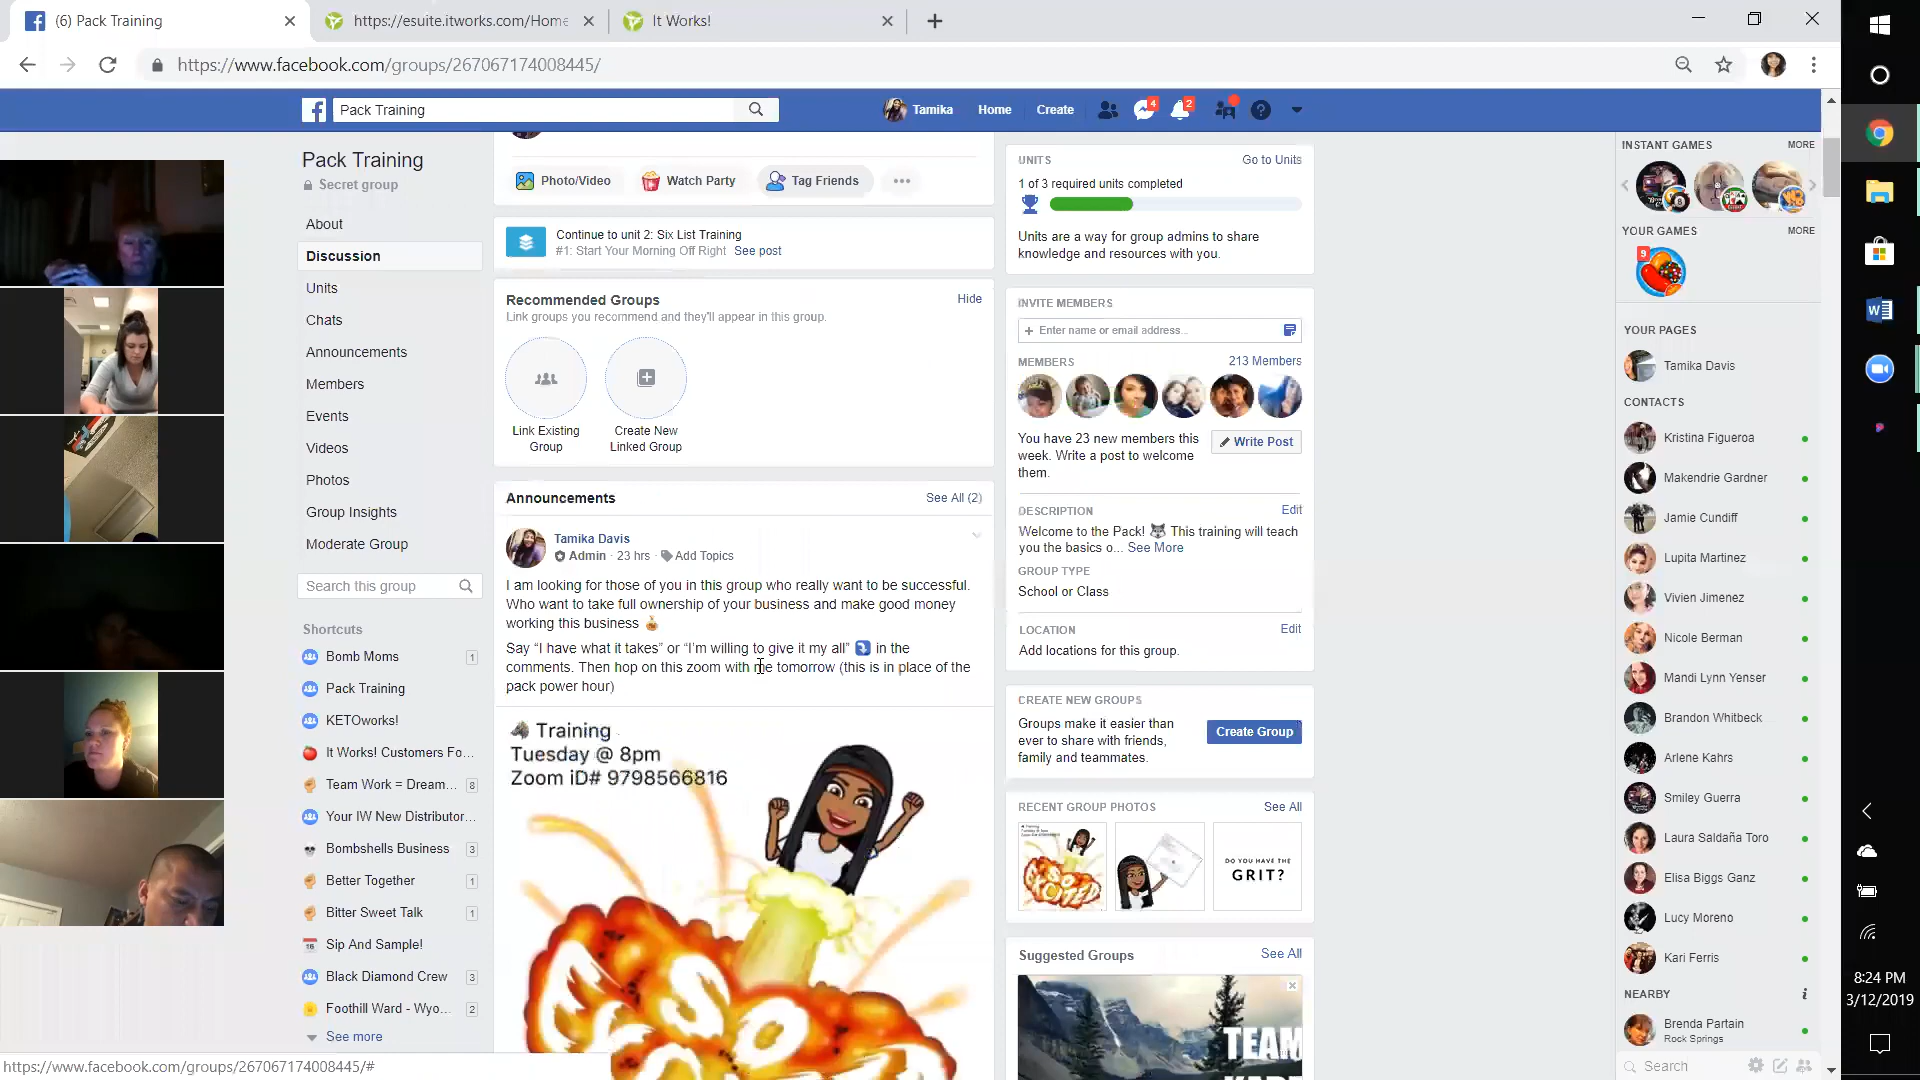 (6) Pack Training
https://esuite.itworks.com/Home
It Works!
https://www.facebook.com/groups/267067174008445/
Pack Training
Tamika
Home
Create
4
2
Pack Training
Secret group
About
Discussion
Units
Chats
Announcements
Members
Events
Videos
Photos
Group Insights
Moderate Group
Search this group
Shortcuts
Bomb Moms 1
Pack Training
KETOworks!
It Works! Customers Fo...
Team Work = Dream... 8
Your IW New Distributor...
Bombshells Business 3
Better Together 1
Bitter Sweet Talk 1
Sip And Sample!
Black Diamond Crew 3
Foothill Ward - Wyo... 2
See more
https://www.facebook.com/groups/267067174008445/#
Photo/Video
Watch Party
Tag Friends
Continue to unit 2: Six List Training
#1: Start Your Morning Off Right See post
Recommended Groups
Hide
Link groups you recommend and they'll appear in this group.
Link Existing
Group
Create New
Linked Group
Announcements
See All (2)
Tamika Davis
Admin · 23 hrs · Add Topics
I am looking for those of you in this group who really want to be successful.
Who want to take full ownership of your business and make good money
working this business
Say “I have what it takes” or “I’m willing to give it my all” in the
comments. Then hop on this zoom with me tomorrow (this is in place of the
pack power hour)
Training
Tuesday @ 8pm
Zoom iD# 9798566816
SO
UNITS
Go to Units
1 of 3 required units completed
Units are a way for group admins to share
knowledge and resources with you.
INVITE MEMBERS
+ Enter name or email address...
MEMBERS
213 Members
You have 23 new members this
week. Write a post to welcome
them.
Write Post
DESCRIPTION
Edit
Welcome to the Pack! This training will teach
you the basics o... See More
GROUP TYPE
School or Class
LOCATION
Edit
Add locations for this group.
CREATE NEW GROUPS
Groups make it easier than
ever to share with friends,
family and teammates.
Create Group
RECENT GROUP PHOTOS
See All
Training
Tuesday @ 8pm
SO
EXCITED
DO YOU HAVE THE
GRIT?
Suggested Groups
See All
TEAM
INSTANT GAMES
MORE
YOUR GAMES
MORE
9
YOUR PAGES
Tamika Davis
CONTACTS
Kristina Figueroa
Makendrie Gardner
Jamie Cundiff
Lupita Martinez
Vivien Jimenez
Nicole Berman
Mandi Lynn Yenser
Brandon Whitbeck
Arlene Kahrs
Smiley Guerra
Laura Saldaña Toro
Elisa Biggs Ganz
Lucy Moreno
Kari Ferris
NEARBY
Brenda Partain
Rock Springs
Search
8:24 PM
3/12/2019